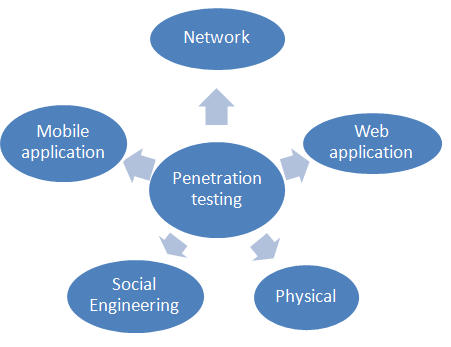 Network
Mobile
application
Web
application
Penetration
testing
Social
Engineering
Physical